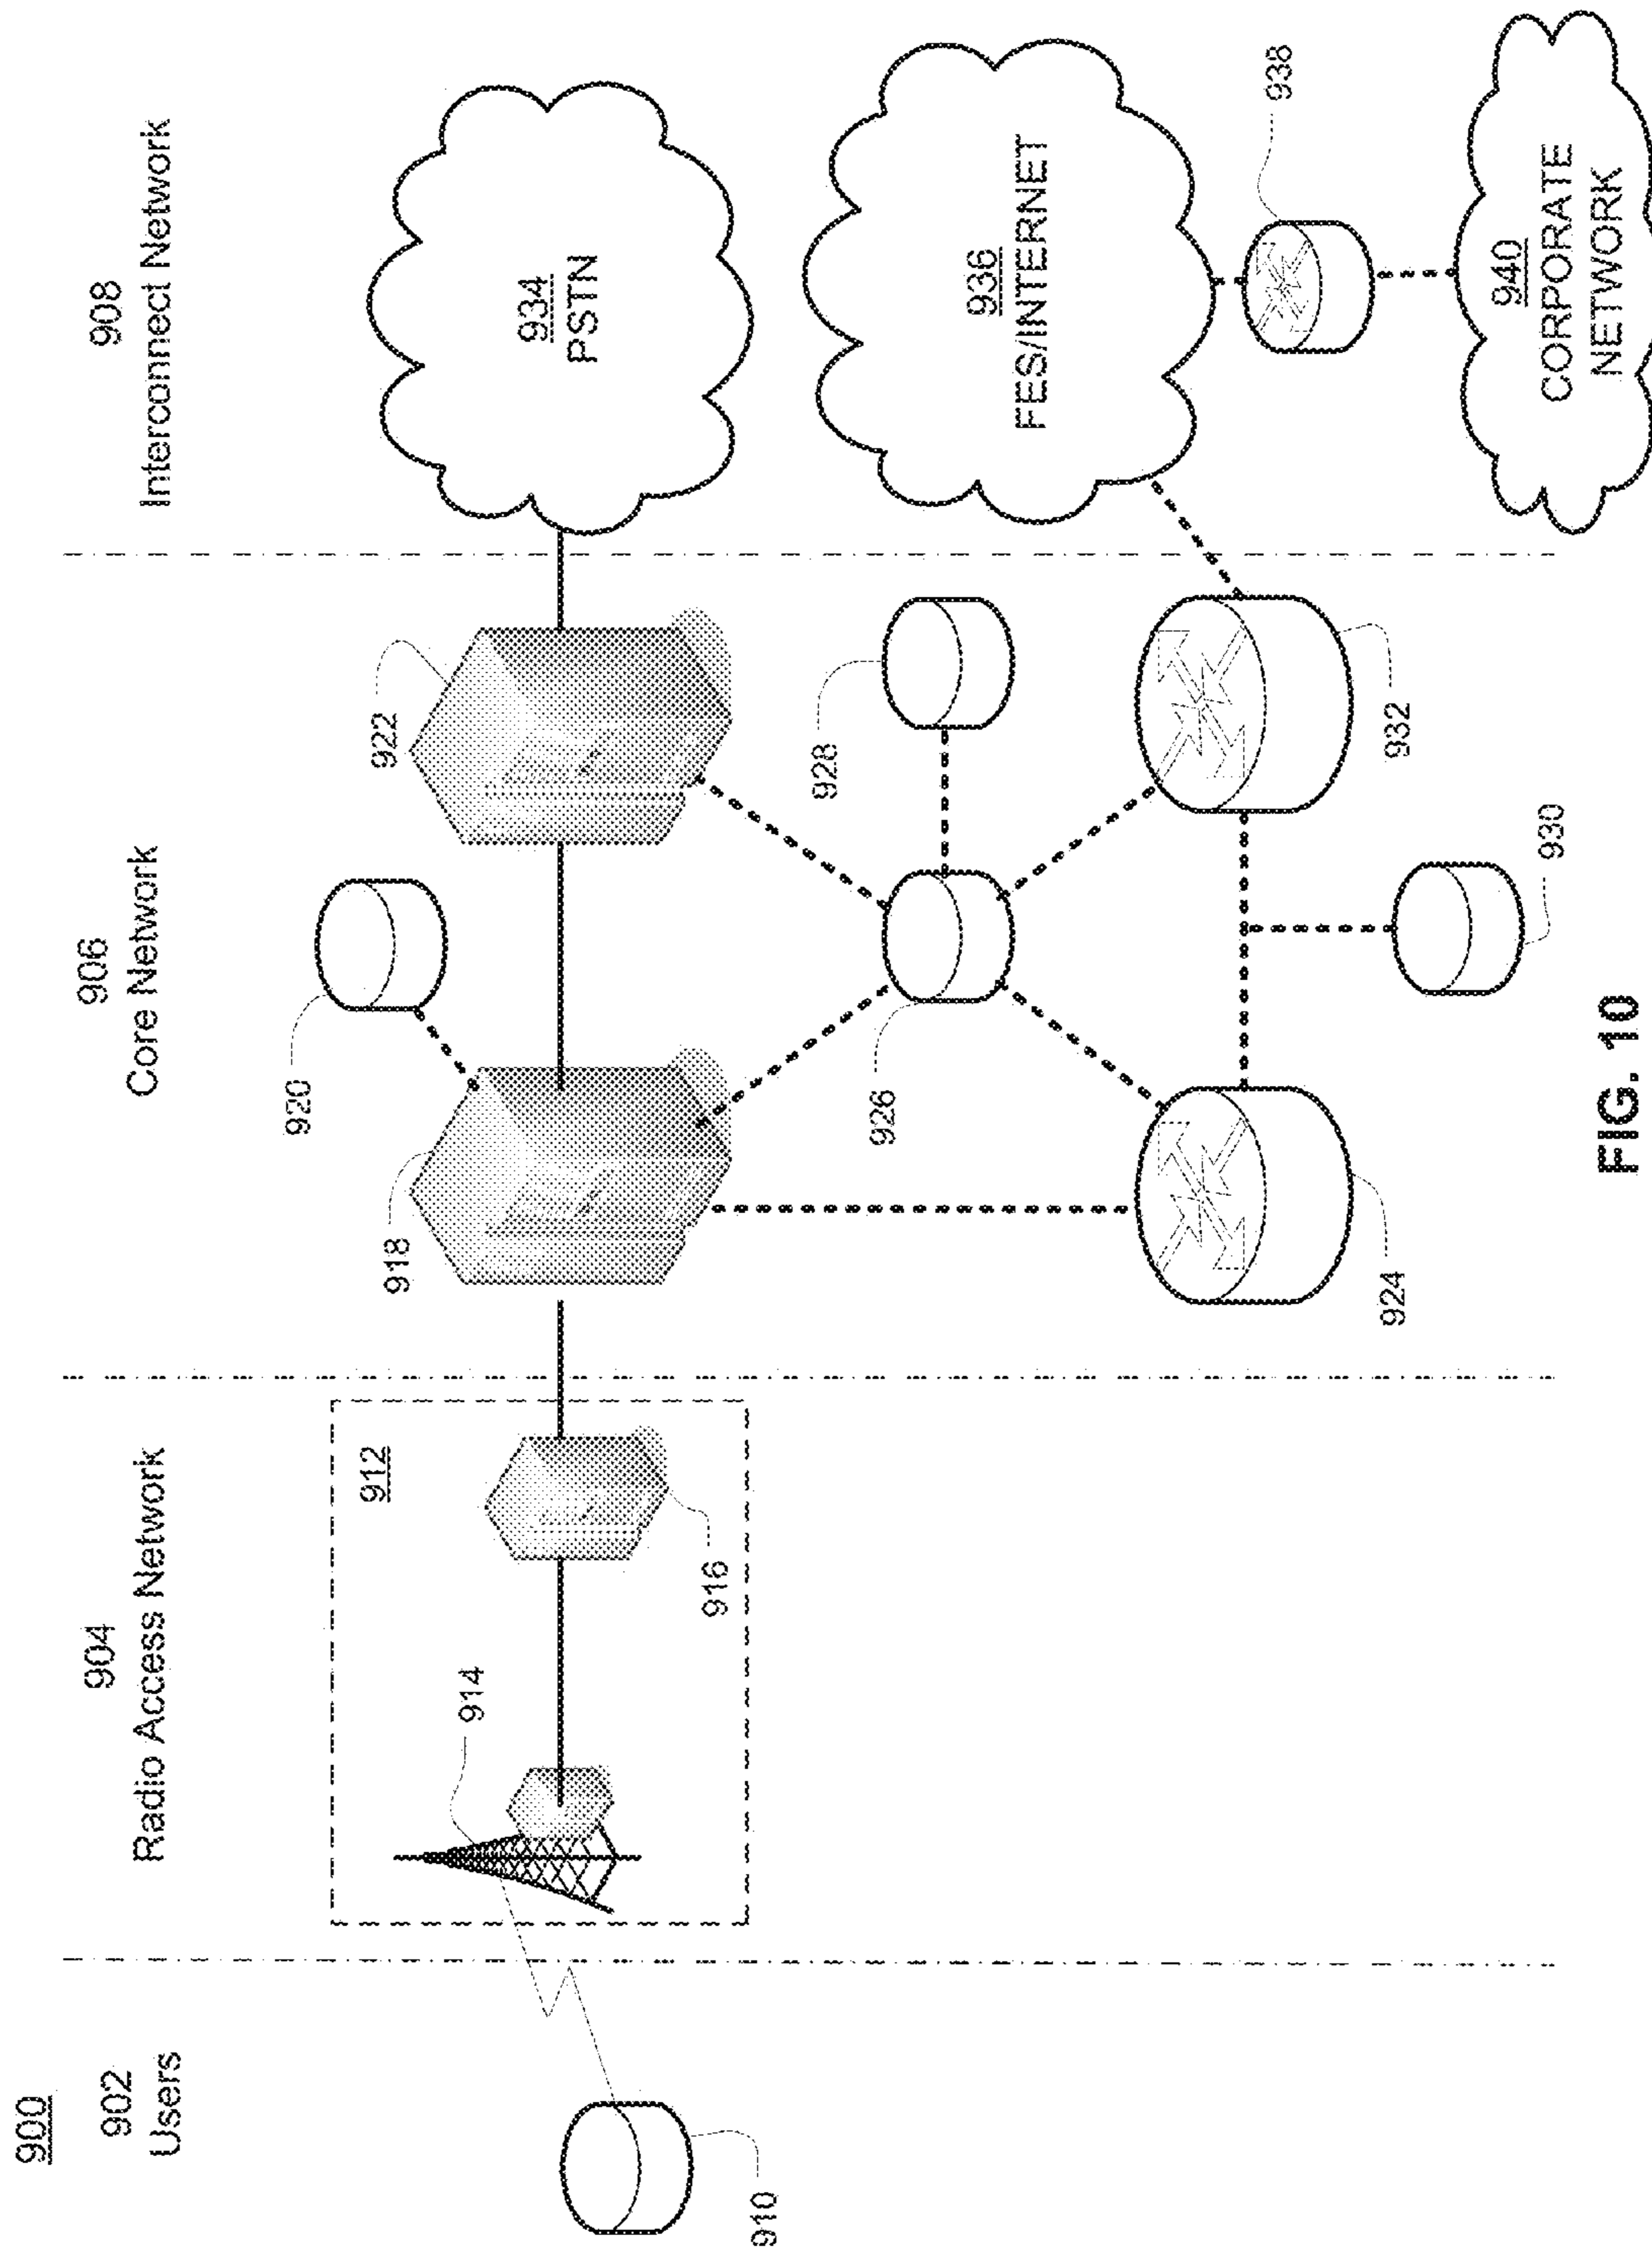 900
902
Users
904
Radio Access Network
906
Core Network
908
Interconnect Network
910
912
914
916
918
920
922
924
926
928
930
932
934
PSTN
936
FES/INTERNET
938
940
CORPORATE
NETWORK
FIG. 10